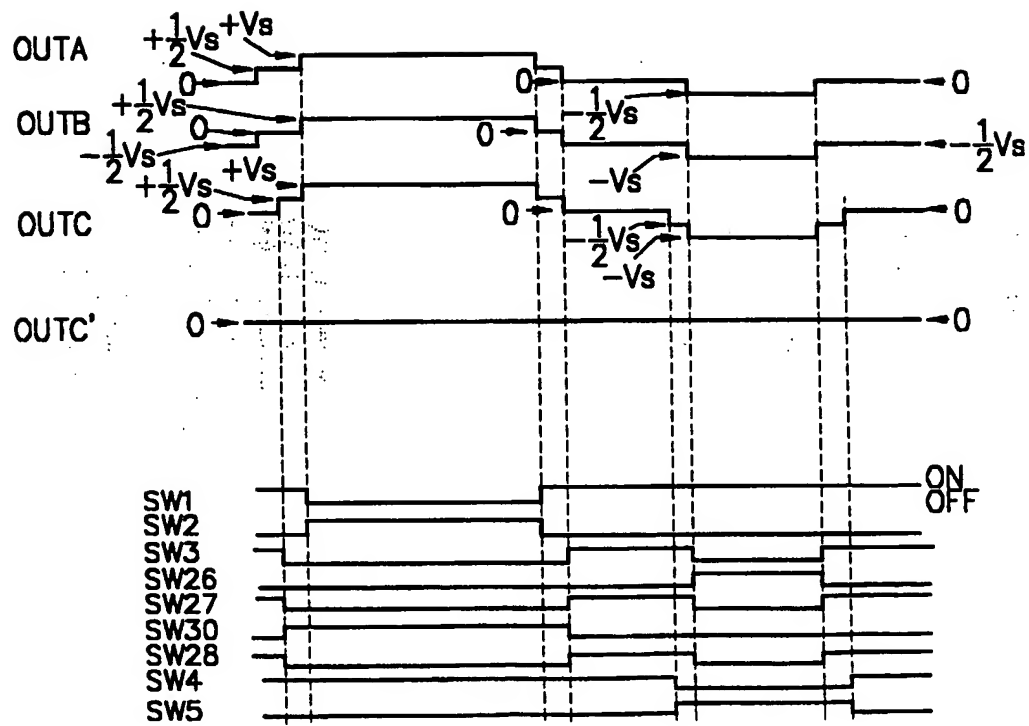 OUTA
+1/2Vs
+Vs
0
0
-1/2Vs
0
OUTB
+1/2Vs
0
-1/2Vs
0
-Vs
-1/2Vs
OUTC
+1/2Vs
+Vs
0
0
-1/2Vs
-Vs
0
OUTC'
0
0
ON
OFF
SW1
SW2
SW3
SW26
SW27
SW30
SW28
SW4
SW5